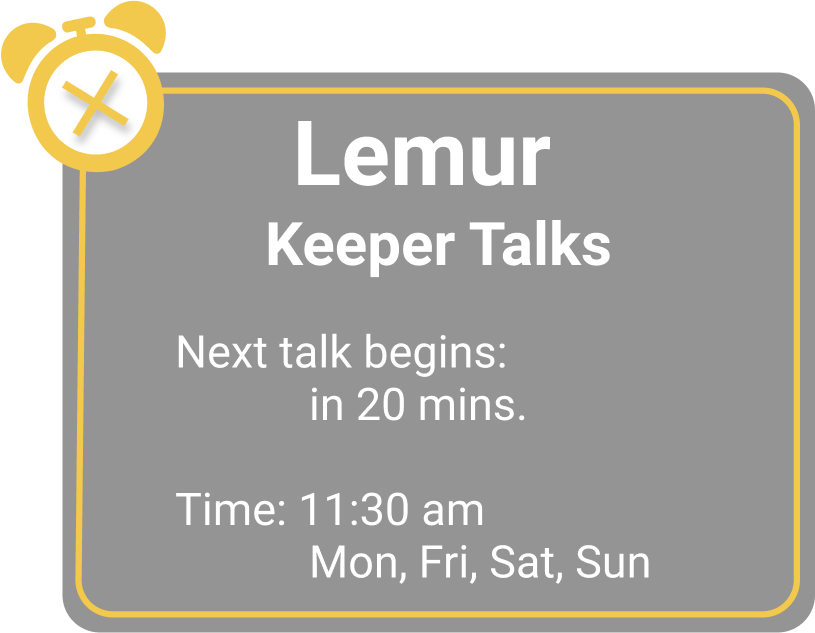 Lemur
Keeper Talks
Next talk begins:
in 20 mins.
Time: 11:30 am
Mon, Fri, Sat, Sun